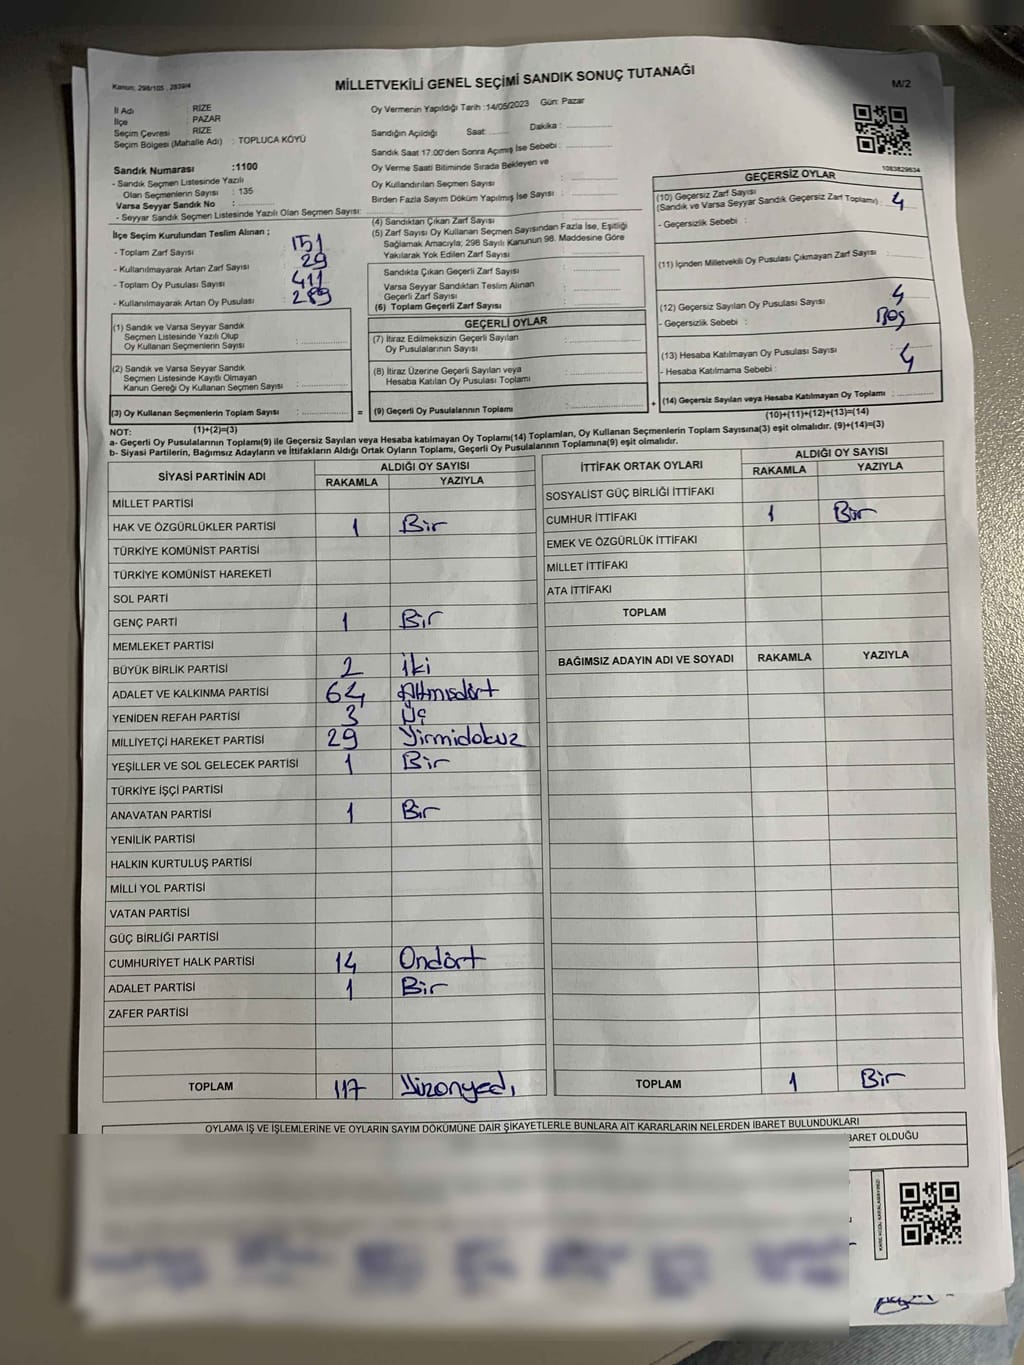 Kanun, 298/105 , 2839/4
MİLLETVEKİLİ GENEL SEÇİMİ SANDIK SONUÇ TUTANAĞI
M/2
İl Adı : RİZE
İlçe : PAZAR
Seçim Çevresi : RİZE
Seçim Bölgesi (Mahalle Adı) : TOPLUCA KÖYÜ
Oy Vermenin Yapıldığı Tarih :14/05/2023 Gün: Pazar
Sandığın Açıldığı Saat: ........ Dakika : ....................
Sandık Saat 17.00'den Sonra Açımış İse Sebebi : ....................
Oy Verme Saati Bitiminde Sırada Bekleyen ve
Oy Kullandırılan Seçmen Sayısı : ....................
Birden Fazla Sayım Döküm Yapılmış İse Sayısı : ....................
1083829634
Sandık Numarası :1100
- Sandık Seçmen Listesinde Yazılı
Olan Seçmenlerin Sayısı : 135
Varsa Seyyar Sandık No : ....................
- Seyyar Sandık Seçmen Listesinde Yazılı Olan Seçmen Sayısı: ..........
İlçe Seçim Kurulundan Teslim Alınan ;
- Toplam Zarf Sayısı : 151
- Kullanılmayarak Artan Zarf Sayısı : 29
- Toplam Oy Pusulası Sayısı : 411
- Kullanılmayarak Artan Oy Pusulası : 289
(1) Sandık ve Varsa Seyyar Sandık
Seçmen Listesinde Yazılı Olup
Oy Kullanan Seçmenlerin Sayısı : ..............
(2) Sandık ve Varsa Seyyar Sandık
Seçmen Listesinde Kayıtlı Olmayan
Kanun Gereği Oy Kullanan Seçmen Sayısı : ..............
(3) Oy Kullanan Seçmenlerin Toplam Sayısı : .............. =
(1)+(2)=(3)
(4) Sandıktan Çıkan Zarf Sayısı : ....................
(5) Zarf Sayısı Oy Kullanan Seçmen Sayısından Fazla İse, Eşitliği
Sağlamak Amacıyla; 298 Sayılı Kanunun 98. Maddesine Göre
Yakılarak Yok Edilen Zarf Sayısı : ....................
Sandıkta Çıkan Geçerli Zarf Sayısı : ....................
Varsa Seyyar Sandıktan Teslim Alınan
Geçerli Zarf Sayısı : ....................
(6) Toplam Geçerli Zarf Sayısı : ....................
GEÇERLİ OYLAR
(7) İtiraz Edilmeksizin Geçerli Sayılan
Oy Pusulalarının Sayısı : ....................
(8) İtiraz Üzerine Geçerli Sayılan veya
Hesaba Katılan Oy Pusulası Toplamı : ....................
(9) Geçerli Oy Pusulalarının Toplamı : .................... +
GEÇERSİZ OYLAR
(10) Geçersiz Zarf Sayısı
(Sandık ve Varsa Seyyar Sandık Geçersiz Zarf Toplamı) : 4
- Geçersizlik Sebebi :
(11) İçinden Milletvekili Oy Pusulası Çıkmayan Zarf Sayısı : ..........
(12) Geçersiz Sayılan Oy Pusulası Sayısı : 4
- Geçersizlik Sebebi : Boş
(13) Hesaba Katılmayan Oy Pusulası Sayısı : 4
- Hesaba Katılmama Sebebi :
(14) Geçersiz Sayılan veya Hesaba Katılmayan Oy Toplamı : ..........
(10)+(11)+(12)+(13)=(14)
NOT:
a- Geçerli Oy Pusulalarının Toplamı(9) ile Geçersiz Sayılan veya Hesaba katılmayan Oy Toplamı(14) Toplamları, Oy Kullanan Seçmenlerin Toplam Sayısına(3) eşit olmalıdır. (9)+(14)=(3)
b- Siyasi Partilerin, Bağımsız Adayların ve İttifakların Aldığı Ortak Oyların Toplamı, Geçerli Oy Pusulalarının Toplamına(9) eşit olmalıdır.
SİYASİ PARTİNİN ADI ALDIĞI OY SAYISI
RAKAMLA YAZIYLA
MİLLET PARTİSİ
HAK VE ÖZGÜRLÜKLER PARTİSİ 1 Bir
TÜRKİYE KOMÜNİST PARTİSİ
TÜRKİYE KOMÜNİST HAREKETİ
SOL PARTİ
GENÇ PARTİ 1 Bir
MEMLEKET PARTİSİ
BÜYÜK BİRLİK PARTİSİ 2 İki
ADALET VE KALKINMA PARTİSİ 64 Altmışdört
YENİDEN REFAH PARTİSİ 3 Üç
MİLLİYETÇİ HAREKET PARTİSİ 29 Yirmidokuz
YEŞİLLER VE SOL GELECEK PARTİSİ 1 Bir
TÜRKİYE İŞÇİ PARTİSİ
ANAVATAN PARTİSİ 1 Bir
YENİLİK PARTİSİ
HALKIN KURTULUŞ PARTİSİ
MİLLİ YOL PARTİSİ
VATAN PARTİSİ
GÜÇ BİRLİĞİ PARTİSİ
CUMHURİYET HALK PARTİSİ 14 Ondört
ADALET PARTİSİ 1 Bir
ZAFER PARTİSİ
TOPLAM 117 Yüzonyedi
İTTİFAK ORTAK OYLARI ALDIĞI OY SAYISI
RAKAMLA YAZIYLA
SOSYALİST GÜÇ BİRLİĞİ İTTİFAKI
CUMHUR İTTİFAKI 1 Bir
EMEK VE ÖZGÜRLÜK İTTİFAKI
MİLLET İTTİFAKI
ATA İTTİFAKI
TOPLAM
BAĞIMSIZ ADAYIN ADI VE SOYADI RAKAMLA YAZIYLA
TOPLAM 1 Bir
OYLAMA İŞ VE İŞLEMLERİNE VE OYLARIN SAYIM DÖKÜMÜNE DAİR ŞİKAYETLERLE BUNLARA AİT KARARLARIN NELERDEN İBARET BULUNDUKLARI
BARET OLDUĞU